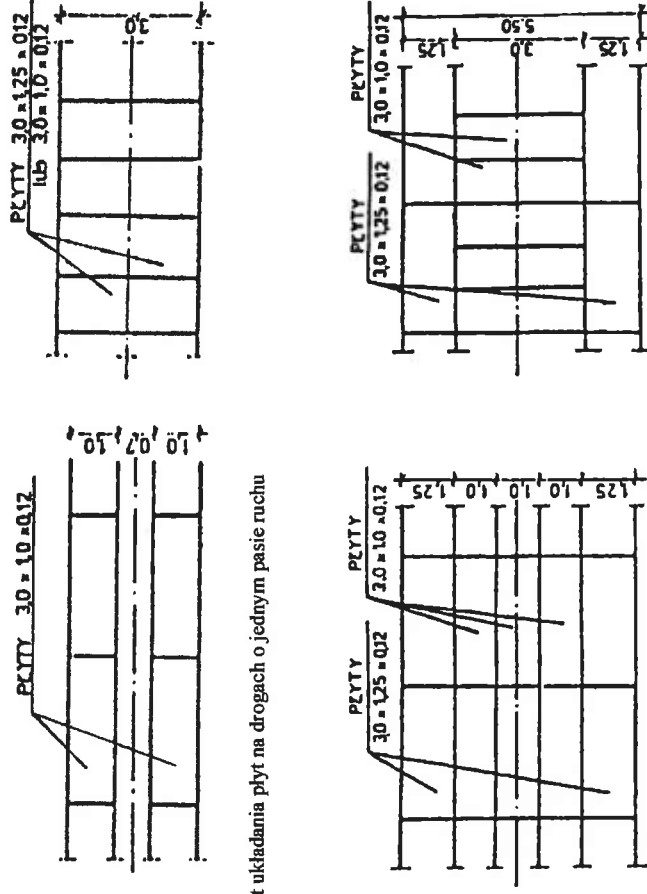 PŁYTY 3,0 × 1,0 × 0,12
1,0
0,7
1,0
PŁYTY 3,0 × 1,25 × 0,12
lub 3,0 × 1,0 × 0,12
3,0
t układania płyt na drogach o jednym pasie ruchu
PŁYTY
3,0 × 1,25 × 0,12
PŁYTY
3,0 × 1,0 × 0,12
1,25
1,0
1,0
1,0
1,25
PŁYTY
3,0 × 1,25 × 0,12
PŁYTY
3,0 × 1,0 × 0,12
1,25
3,0
1,25
5,50